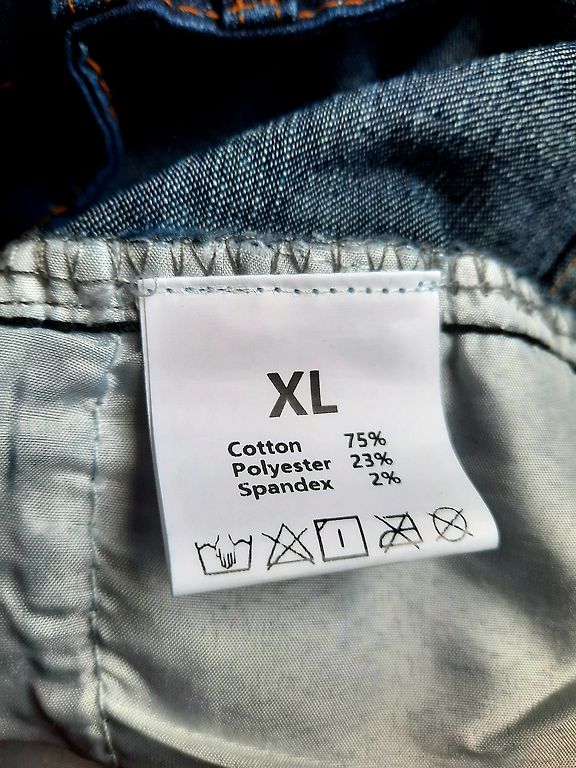 XL
Cotton 75%
Polyester 23%
Spandex 2%